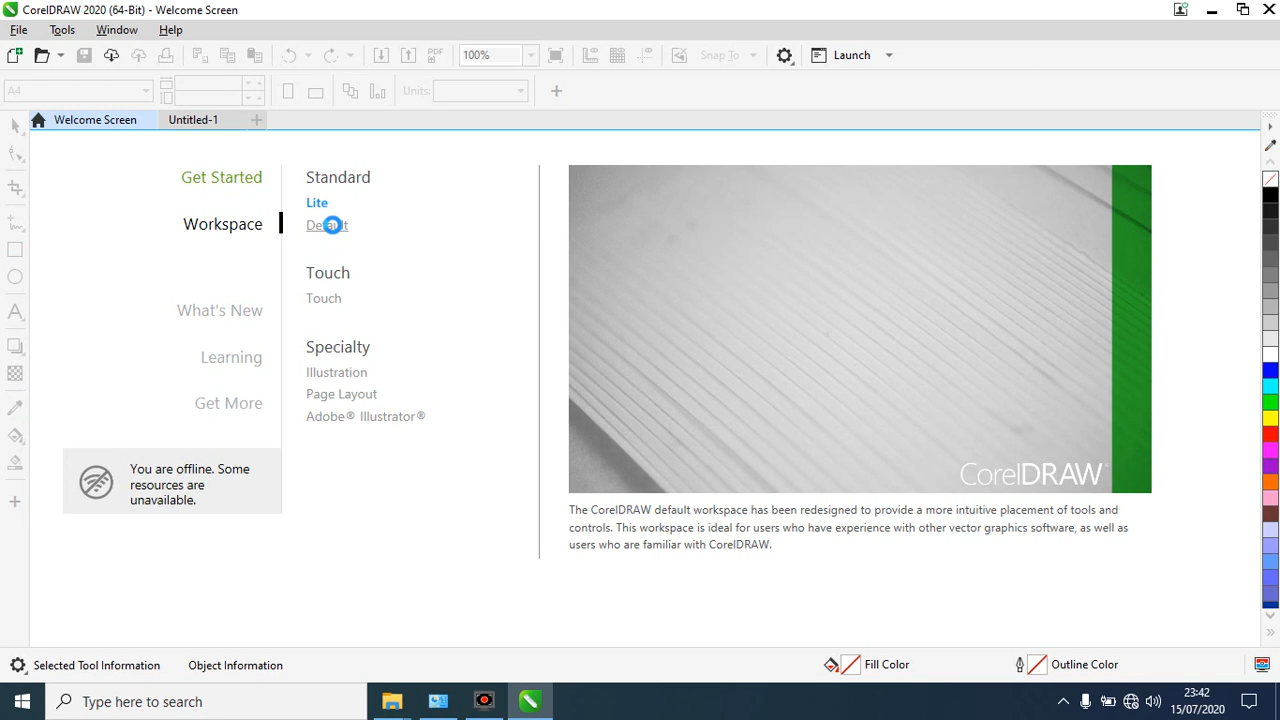 CorelDRAW 2020 (64-Bit) - Welcome Screen
File Tools Window Help
PDF 100% Snap To Launch
A4 Units:
Welcome Screen Untitled-1
Get Started
Workspace
What's New
Learning
Get More
You are offline. Some
resources are
unavailable.
Standard
Lite
Default
Touch
Touch
Specialty
Illustration
Page Layout
Adobe® Illustrator®
CorelDRAW®
The CorelDRAW default workspace has been redesigned to provide a more intuitive placement of tools and
controls. This workspace is ideal for users who have experience with other vector graphics software, as well as
users who are familiar with CorelDRAW.
Selected Tool Information Object Information Fill Color Outline Color
Type here to search
23:42
15/07/2020